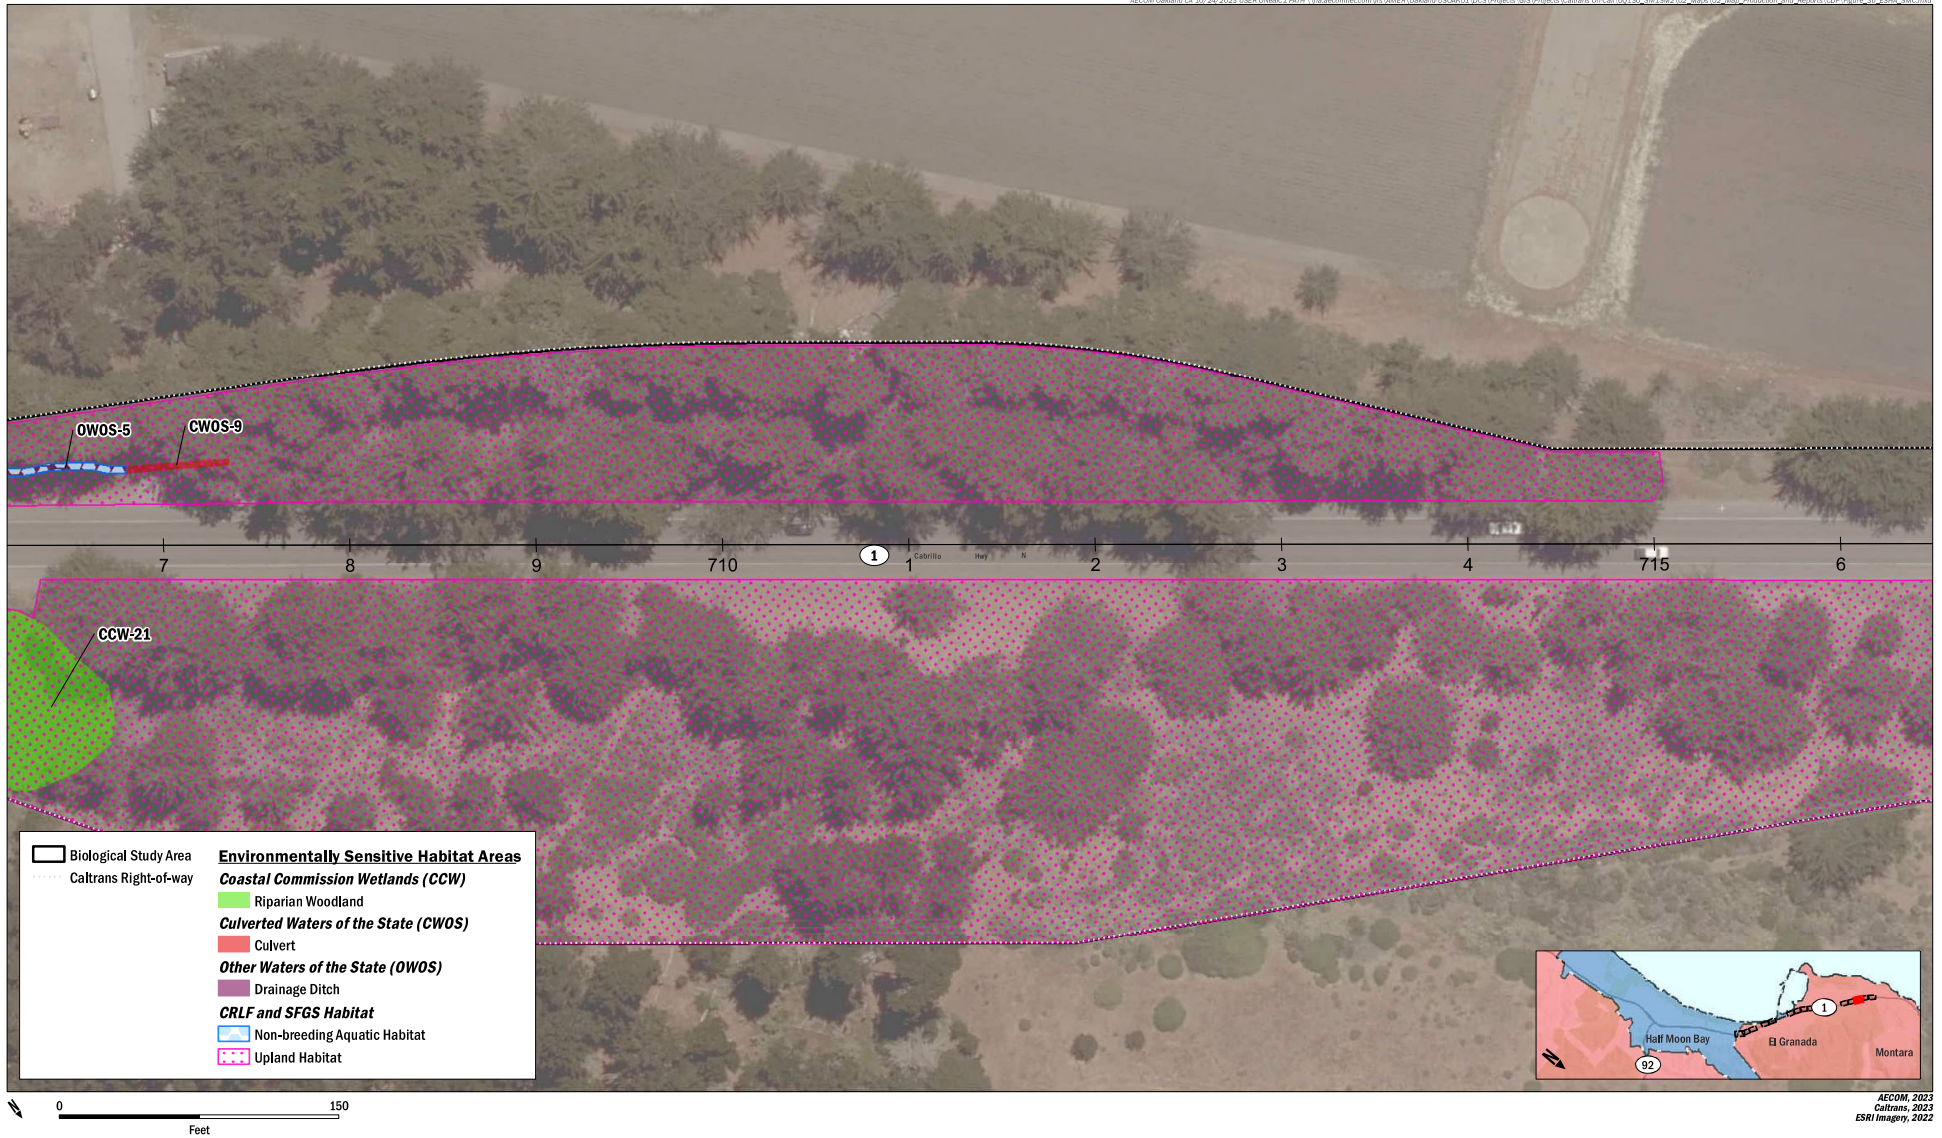 OWOS-5
CWOS-9
1
Cabrillo Hwy N
7 8 9 710 1 2 3 4 715 6
CCW-21
Biological Study Area
Caltrans Right-of-way
Environmentally Sensitive Habitat Areas
Coastal Commission Wetlands (CCW)
Riparian Woodland
Culverted Waters of the State (CWOS)
Culvert
Other Waters of the State (OWOS)
Drainage Ditch
CRLF and SFGS Habitat
Non-breeding Aquatic Habitat
Upland Habitat
1
Half Moon Bay
El Granada
Montara
92
N
N
0 150
Feet
AECOM, 2023
Caltrans, 2023
ESRI Imagery, 2022